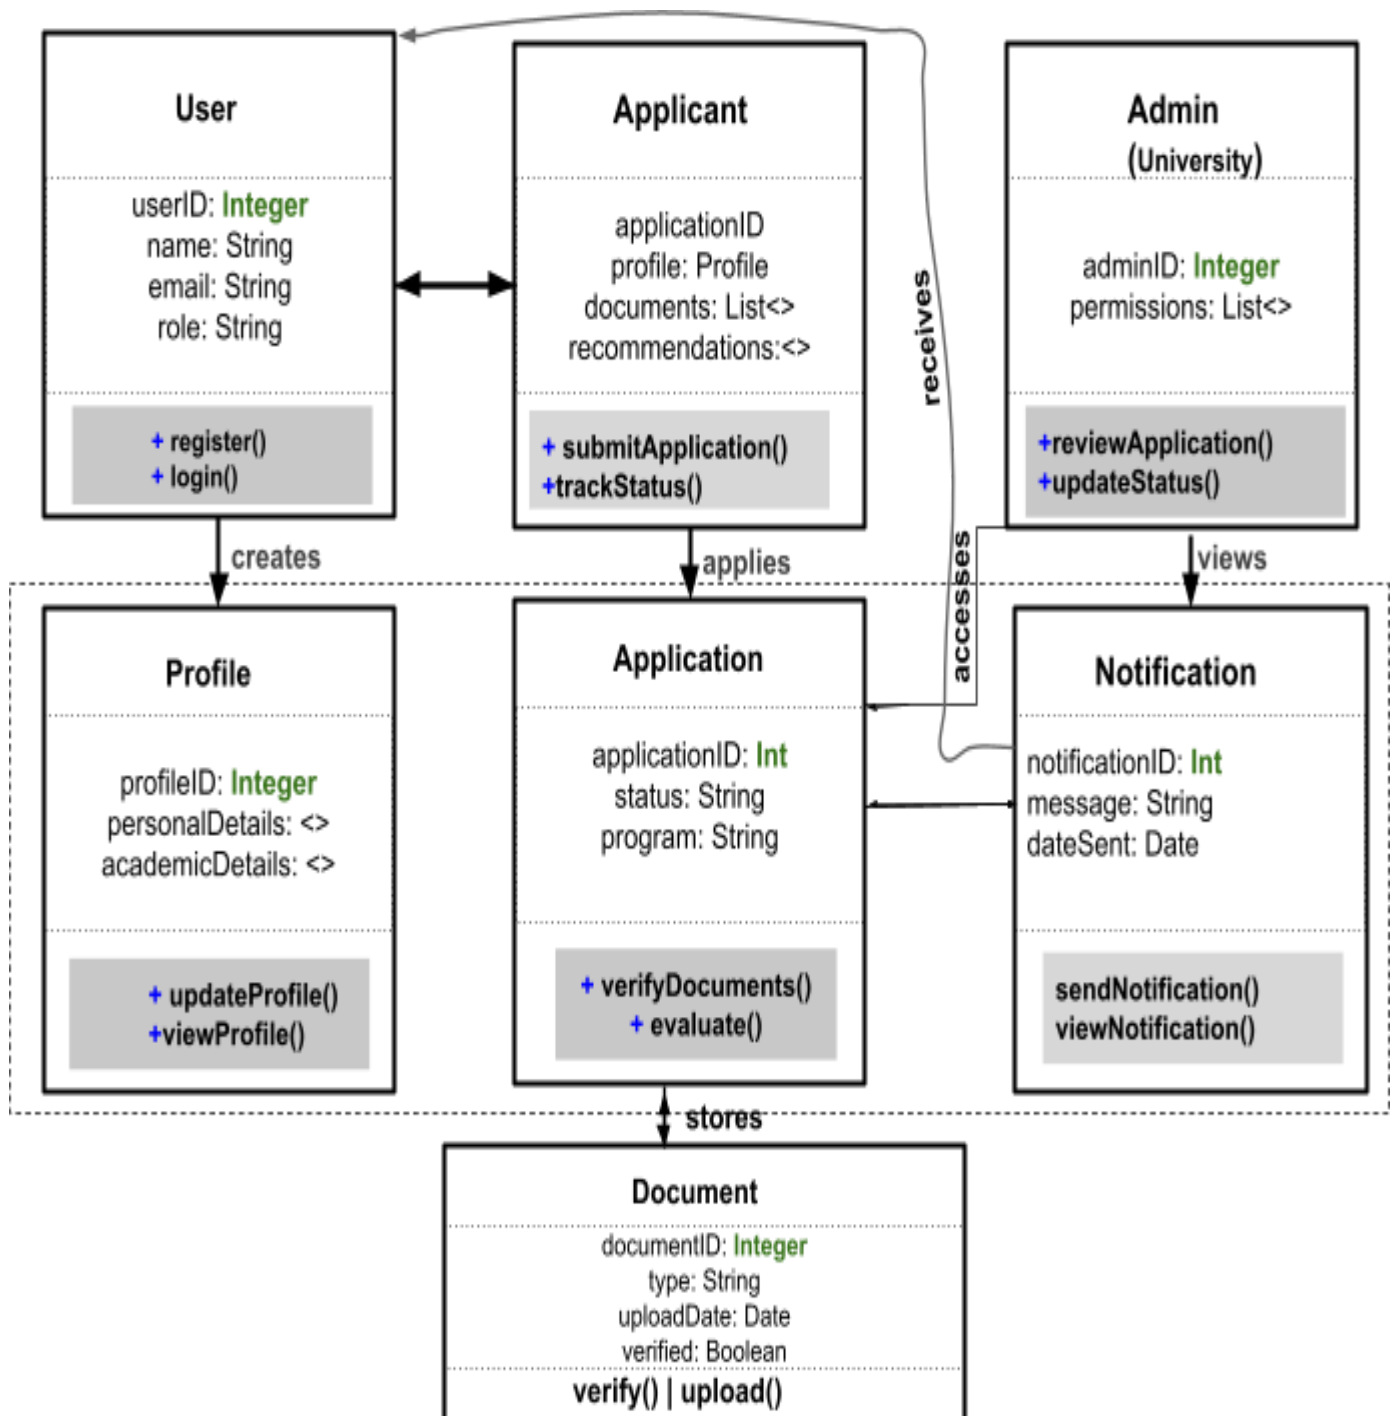 User
userID: Integer
name: String
email: String
role: String
+ register()
+ login()
Applicant
applicationID
profile: Profile
documents: List<>
recommendations:<>
+ submitApplication()
+trackStatus()
Admin
(University)
adminID: Integer
permissions: List<>
+reviewApplication()
+updateStatus()
receives
creates
applies
accesses
views
Profile
profileID: Integer
personalDetails: <>
academicDetails: <>
+ updateProfile()
+viewProfile()
Application
applicationID: Int
status: String
program: String
+ verifyDocuments()
+ evaluate()
Notification
notificationID: Int
message: String
dateSent: Date
sendNotification()
viewNotification()
stores
Document
documentID: Integer
type: String
uploadDate: Date
verified: Boolean
verify() | upload()